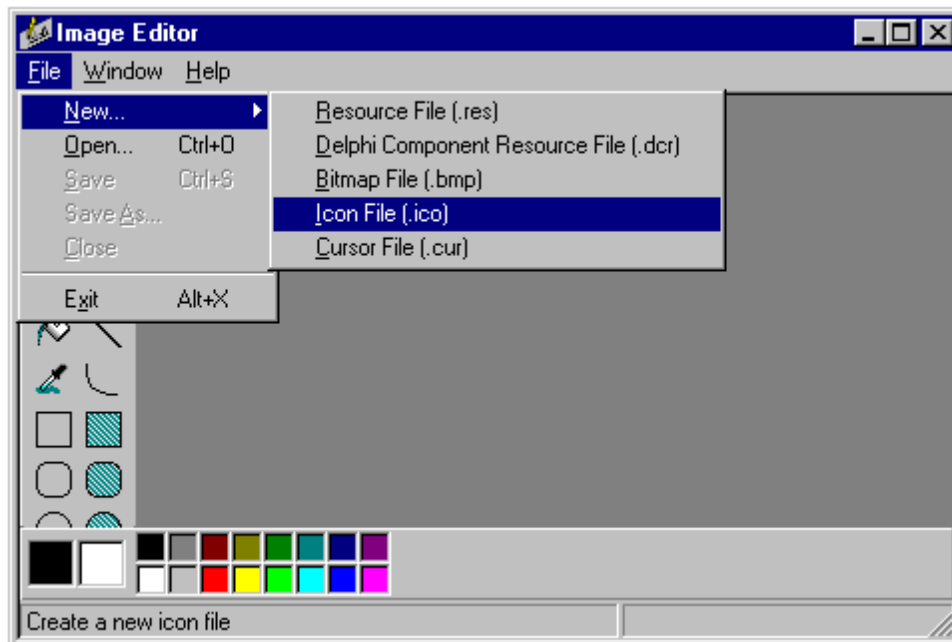 Image Editor
File Window Help
New...
Open... Ctrl+O
Save Ctrl+S
Save As...
Close
Exit Alt+X
Resource File (.res)
Delphi Component Resource File (.dcr)
Bitmap File (.bmp)
Icon File (.ico)
Cursor File (.cur)
Create a new icon file